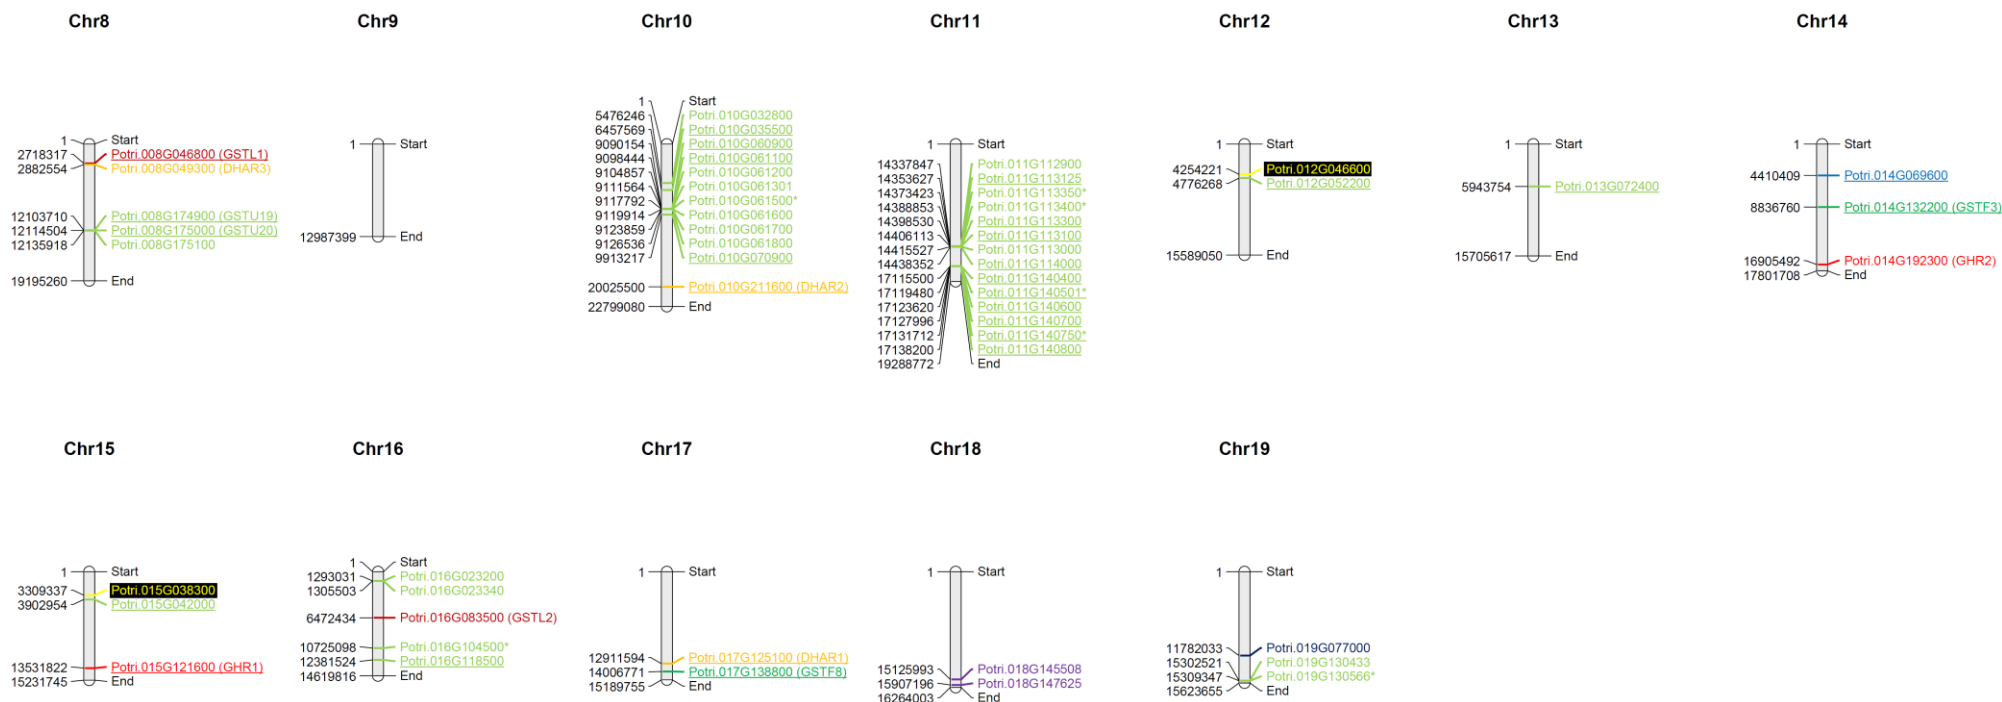 Chr8
1 Start
2718317 Potri.008G046800 (GSTL1)
2882554 Potri.008G049300 (DHAR3)
12103710 Potri.008G174900 (GSTU19)
12114504 Potri.008G175000 (GSTU20)
12135918 Potri.008G175100
19195260 End
Chr9
1 Start
12987399 End
Chr10
1 Start
5476246 Potri.010G032800
6457569 Potri.010G035500
9090154 Potri.010G060900
9098444 Potri.010G061100
9104857 Potri.010G061200
9111564 Potri.010G061301
9117792 Potri.010G061500*
9119914 Potri.010G061600
9123859 Potri.010G061700
9126536 Potri.010G061800
9913217 Potri.010G070900
20025500 Potri.010G211600 (DHAR2)
22799080 End
Chr11
1 Start
14337847 Potri.011G112900
14353627 Potri.011G113125
14373423 Potri.011G113350*
14388853 Potri.011G113400*
14398530 Potri.011G113300
14406113 Potri.011G113100
14415527 Potri.011G113000
14438352 Potri.011G114000
17115500 Potri.011G140400
17119480 Potri.011G140501*
17123620 Potri.011G140600
17127996 Potri.011G140700
17131712 Potri.011G140750*
17138200 Potri.011G140800
19288772 End
Chr12
1 Start
4254221 Potri.012G046600
4776268 Potri.012G052200
15589050 End
Chr13
1 Start
5943754 Potri.013G072400
15705617 End
Chr14
1 Start
4410409 Potri.014G069600
8836760 Potri.014G132200 (GSTF3)
16905492 Potri.014G192300 (GHR2)
17801708 End
Chr15
1 Start
3309337 Potri.015G038300
3902954 Potri.015G042000
13531822 Potri.015G121600 (GHR1)
15231745 End
Chr16
1 Start
1293031 Potri.016G023200
1305503 Potri.016G023340
6472434 Potri.016G083500 (GSTL2)
10725098 Potri.016G104500*
12381524 Potri.016G118500
14619816 End
Chr17
1 Start
12911594 Potri.017G125100 (DHAR1)
14006771 Potri.017G138800 (GSTF8)
15189755 End
Chr18
1 Start
15125993 Potri.018G145508
15907196 Potri.018G147625
16264003 End
Chr19
1 Start
11782033 Potri.019G077000
15302521 Potri.019G130433
15309347 Potri.019G130566*
15623655 End